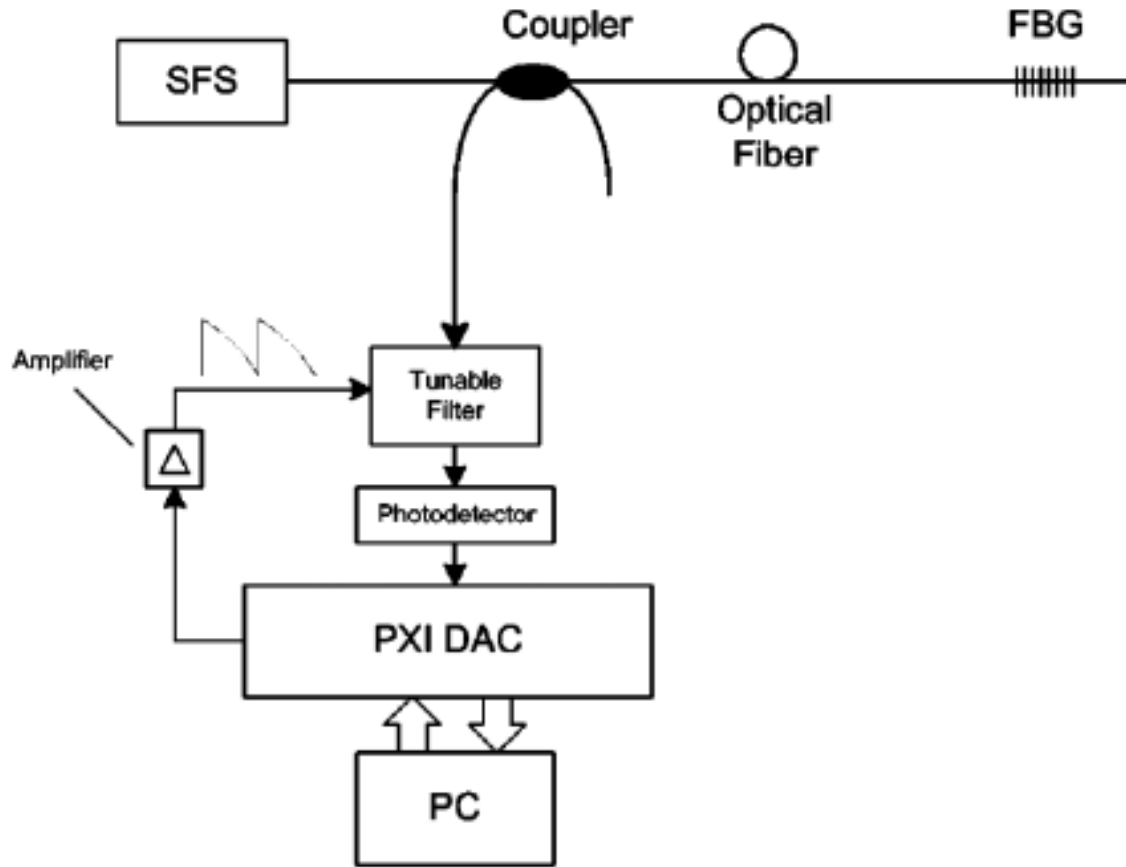 Coupler
FBG
SFS
Optical
Fiber
Amplifier
Tunable
Filter
Photodetector
PXI DAC
PC